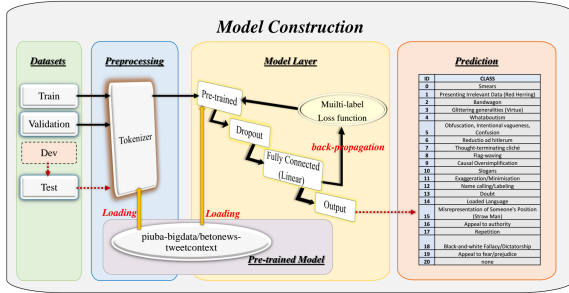 Model Construction
Datasets
Train
Validation
Dev
Test
Preprocessing
Tokenizer
Loading
Model Layer
Pre-trained
Dropout
Fully Connected
(Linear)
Output
Muilti-label
Loss function
back-propagation
Loading
piuba-bigdata/betonews-
tweetcontext
Pre-trained Model
Prediction
ID CLASS
0 Smears
1 Presenting Irrelevant Data (Red Herring)
2 Bandwagon
3 Glittering generalities (Virtue)
4 Whataboutism
5 Obfuscation, Intentional vagueness,
Confusion
6 Reductio ad hitlerum
7 Thought-terminating cliché
8 Flag-waving
9 Causal Oversimplification
10 Slogans
11 Exaggeration/Minimisation
12 Name calling/Labeling
13 Doubt
14 Loaded Language
15 Misrepresentation of Someone's Position
(Straw Man)
16 Appeal to authority
17 Repetition
18 Black-and-white Fallacy/Dictatorship
19 Appeal to fear/prejudice
20 none